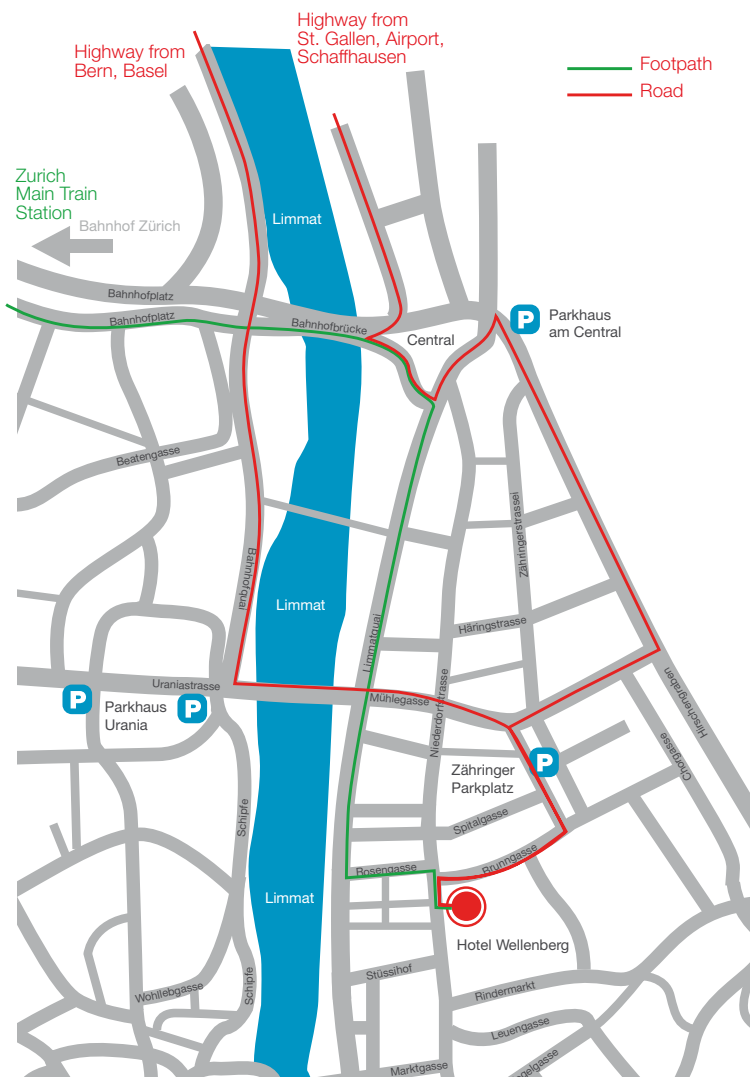 Highway from
St. Gallen, Airport,
Schaffhausen
Highway from
Bern, Basel
Footpath
Road
Zurich
Main Train
Station
Bahnhof Zürich
Limmat
Bahnhofplatz
Bahnhofplatz
Bahnhofbrücke
Central
P
Parkhaus
am Central
Beatengasse
Zähringerstrassel
Bahnhofquai
Limmat
Limmatquai
Häringstrasse
Uraniastrasse
Mühlegasse
Niederdorfstrasse
Hirschengraben
P
Parkhaus
Urania
P
Chorgasse
Zähringer
Parkplatz
P
Schipfe
Spitalgasse
Brunngasse
Rosengasse
Limmat
Hotel Wellenberg
Stüssihof
Schipfe
Wohllebgasse
Rindermarkt
Leuengasse
Marktgasse